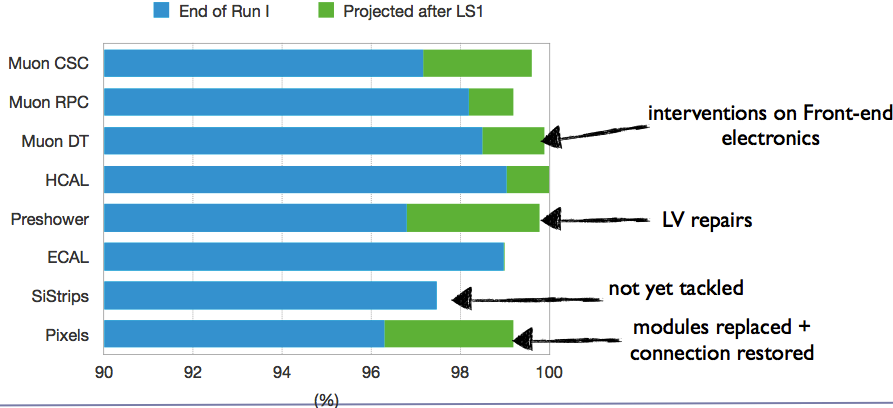 End of Run I
Projected after LS1
Muon CSC
Muon RPC
Muon DT
HCAL
Preshower
ECAL
SiStrips
Pixels
interventions on Front-end
electronics
LV repairs
not yet tackled
modules replaced +
connection restored
90 92 94 96 98 100
(%)